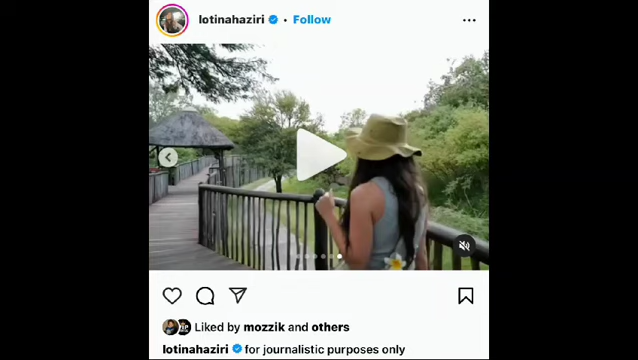 lotinahaziri • Follow
Liked by mozzik and others
lotinahaziri for journalistic purposes only